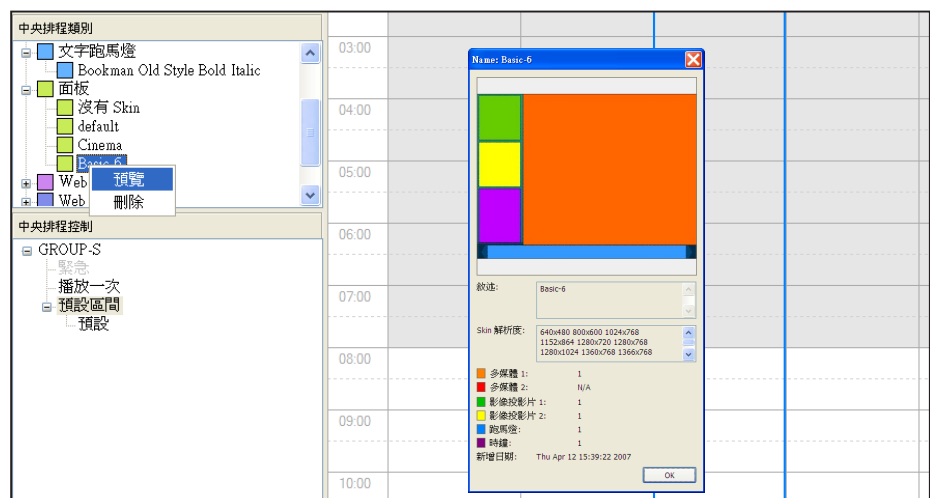 中央排程類別
文字跑馬燈
Bookman Old Style Bold Italic
面板
沒有 Skin
default
Cinema
Basic-6
Web
Web
預覽
刪除
中央排程控制
GROUP-S
緊急
播放一次
預設區間
預設
03:00
04:00
05:00
06:00
07:00
08:00
09:00
10:00
Name: Basic-6
敘述:
Basic-6
Skin 解析度:
640x480 800x600 1024x768
1152x864 1280x720 1280x768
1280x1024 1360x768 1366x768
多媒體 1: 1
多媒體 2: N/A
影像投影片 1: 1
影像投影片 2: 1
跑馬燈: 1
時鐘: 1
新增日期: Thu Apr 12 15:39:22 2007
OK